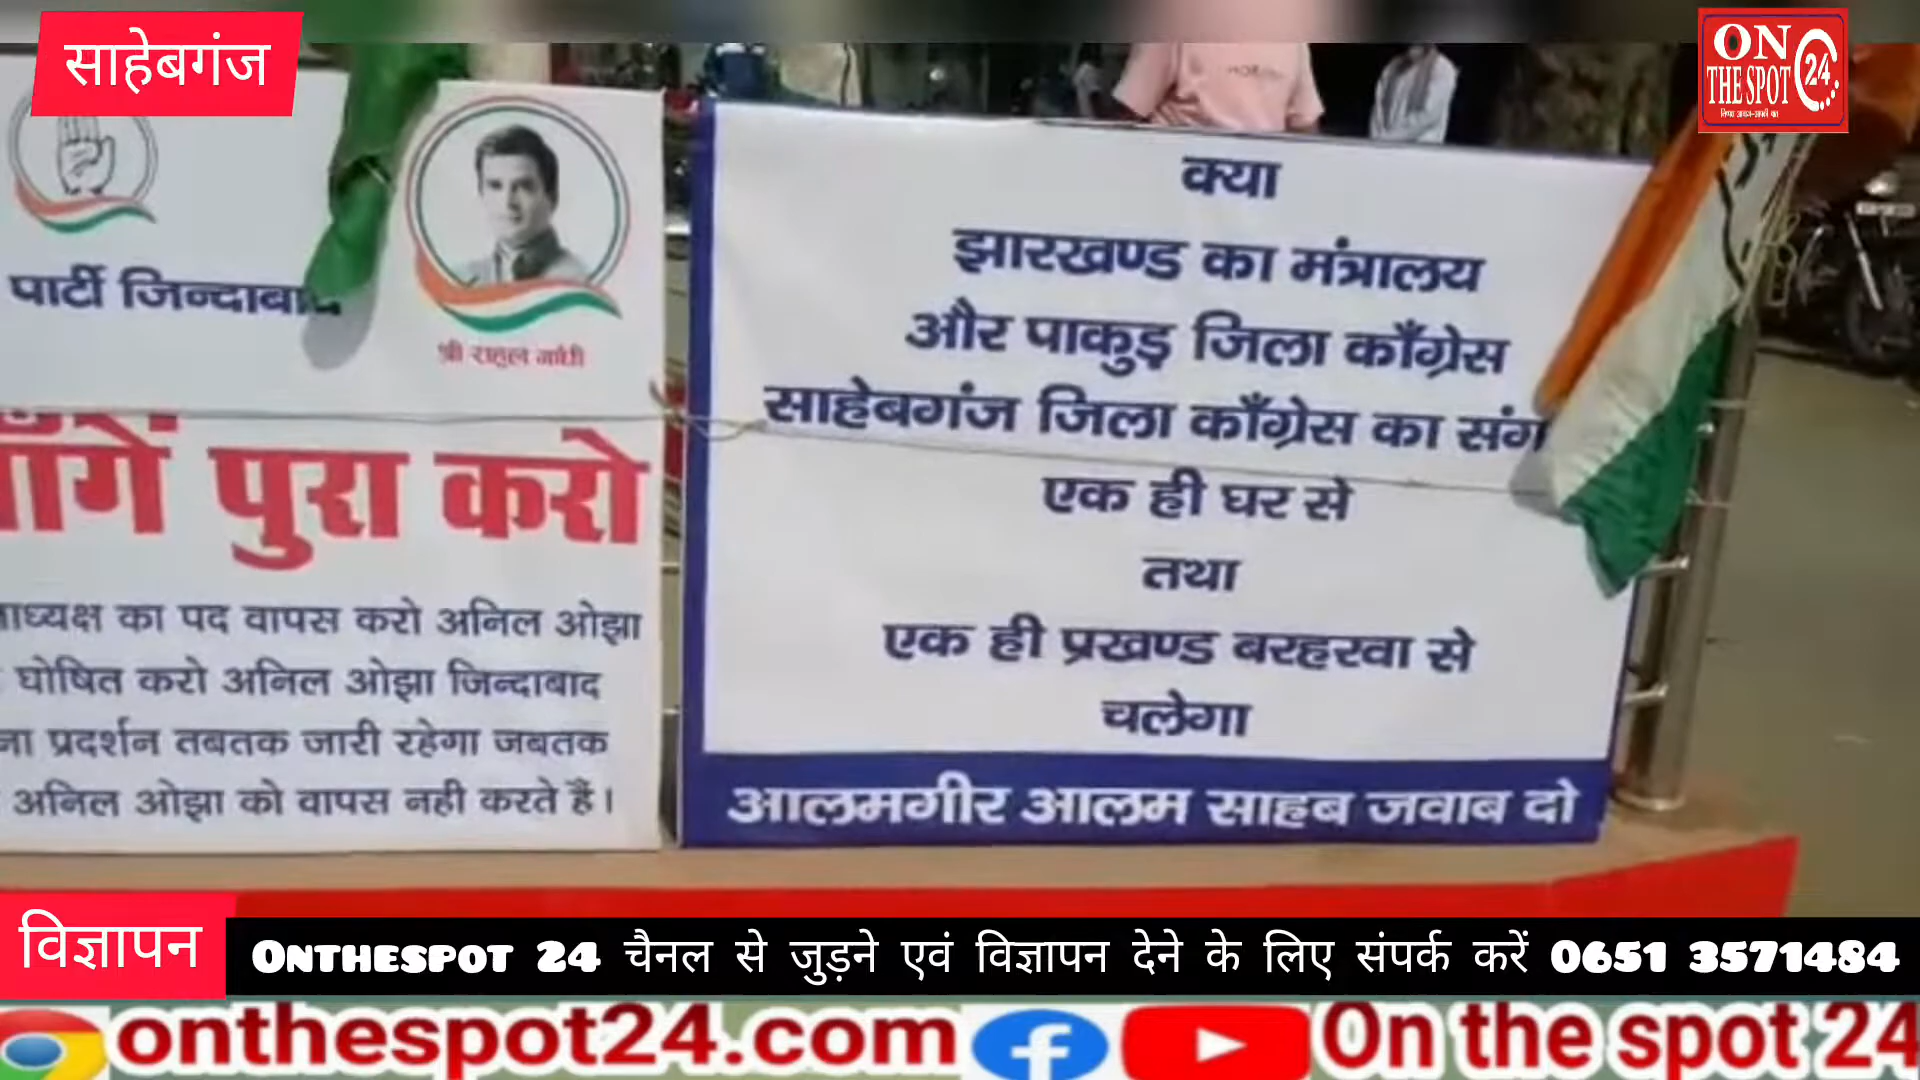 साहेबगंज
ON
THE SPOT
24
पार्टी जिन्दाबाद
श्री राहुल गाँधी
पुरा करो
का पद वापस करो अनिल ओझा
घोषित करो अनिल ओझा जिन्दाबाद
प्रदर्शन तबतक जारी रहेगा जबतक
अनिल ओझा को वापस नही करते हैं।
क्या
झारखण्ड का मंत्रालय
और पाकुड़ जिला काँग्रेस
साहेबगंज जिला काँग्रेस का संग
एक ही घर से
तथा
एक ही प्रखण्ड बरहरवा से
चलेगा
आलमगीर आलम साहब जवाब दो
विज्ञापन
ONTHESPOT 24 चैनल से जुड़ने एवं विज्ञापन देने के लिए संपर्क करें 0651 3571484
onthespot24.com
On the spot 24